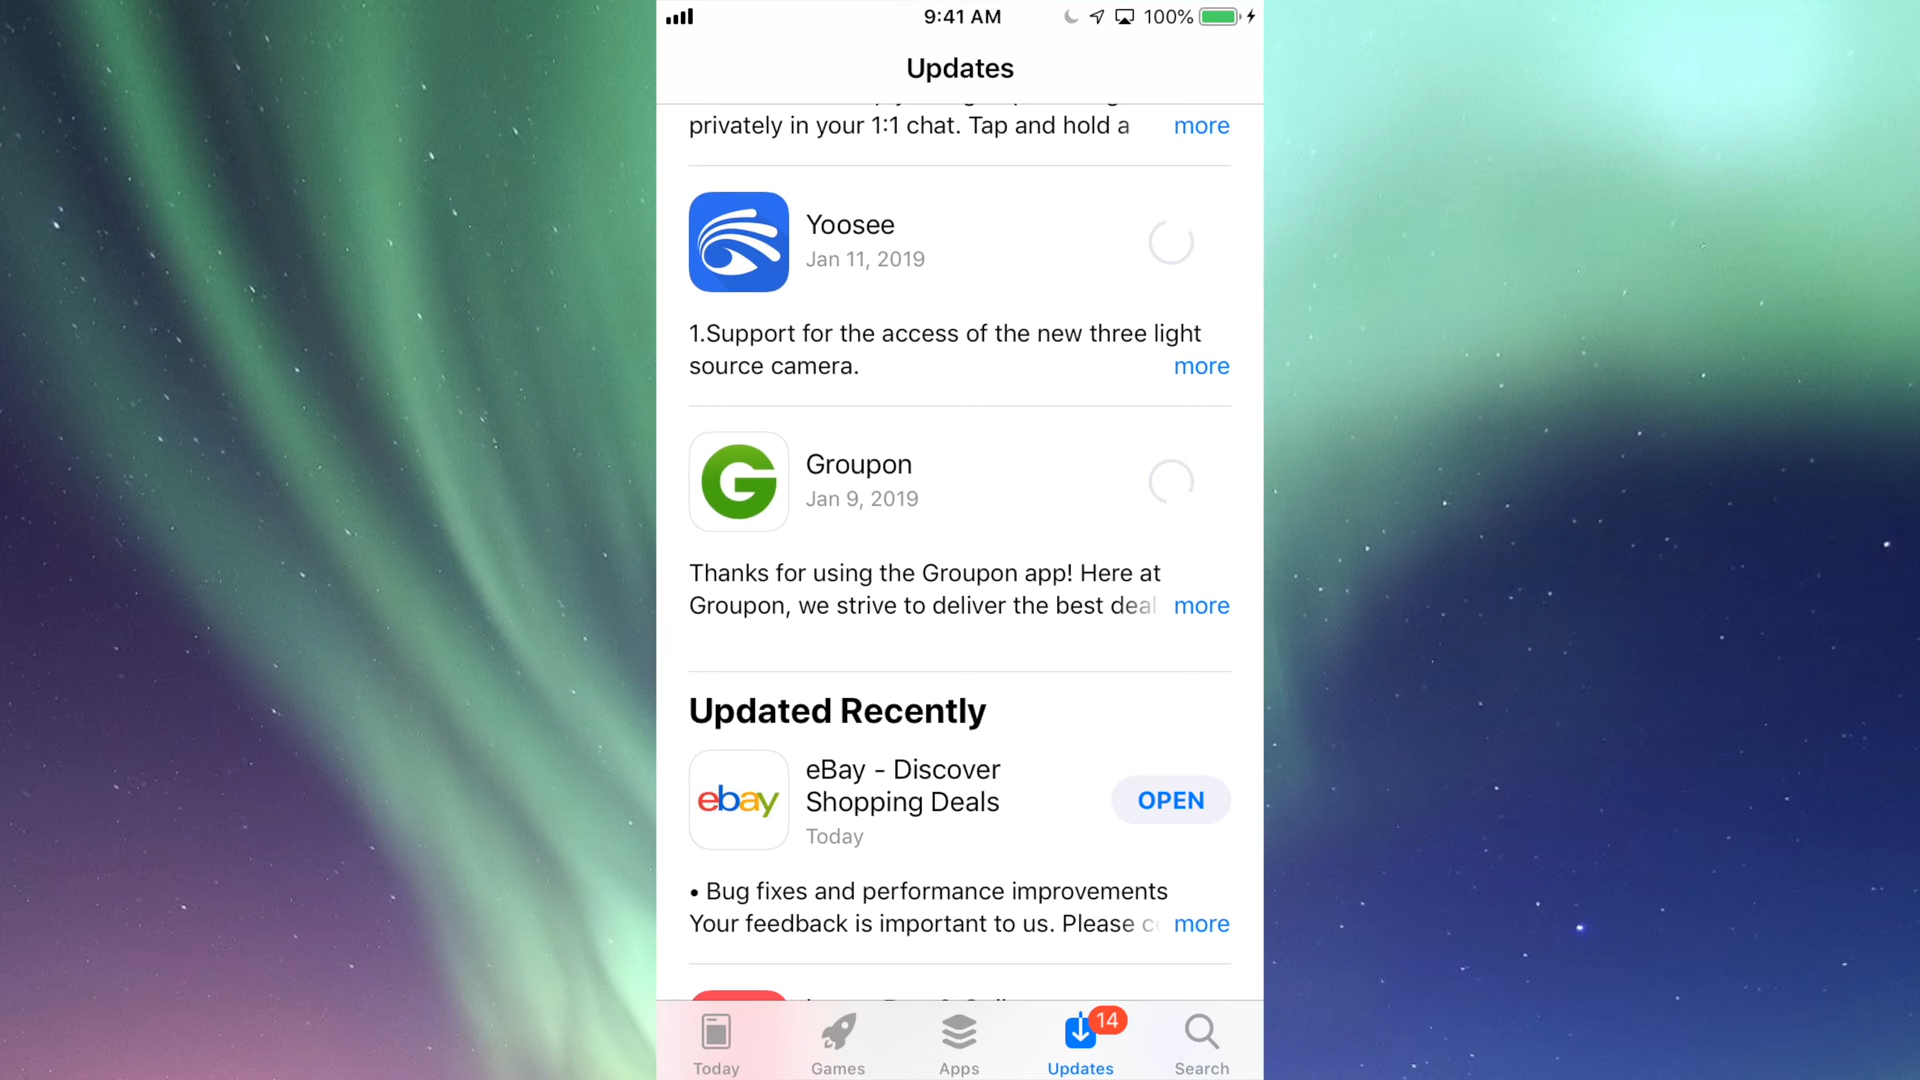 9:41 AM
100%
Updates
privately in your 1:1 chat. Tap and hold a
more
Yoosee
Jan 11, 2019
1.Support for the access of the new three light
source camera.
more
G
Groupon
Jan 9, 2019
Thanks for using the Groupon app! Here at
Groupon, we strive to deliver the best deal
more
Updated Recently
ebay
eBay - Discover
Shopping Deals
Today
OPEN
• Bug fixes and performance improvements
Your feedback is important to us. Please
more
14
Today
Games
Apps
Updates
Search